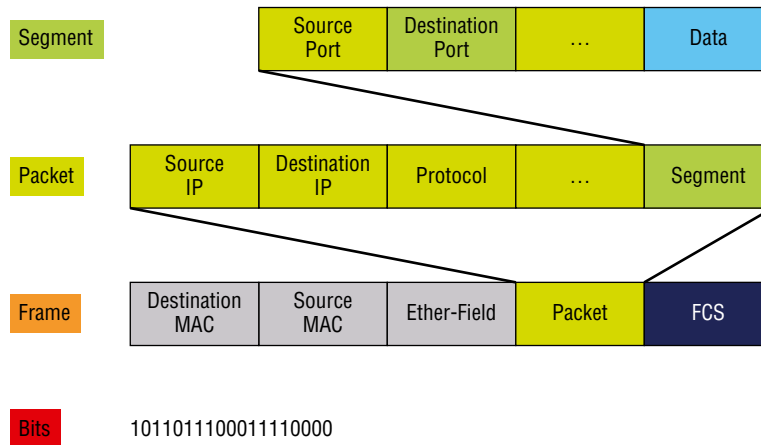 Segment
Source
Port
Destination
Port
...
Data
Packet
Source
IP
Destination
IP
Protocol
...
Segment
Frame
Destination
MAC
Source
MAC
Ether-Field
Packet
FCS
Bits
1011011100011110000